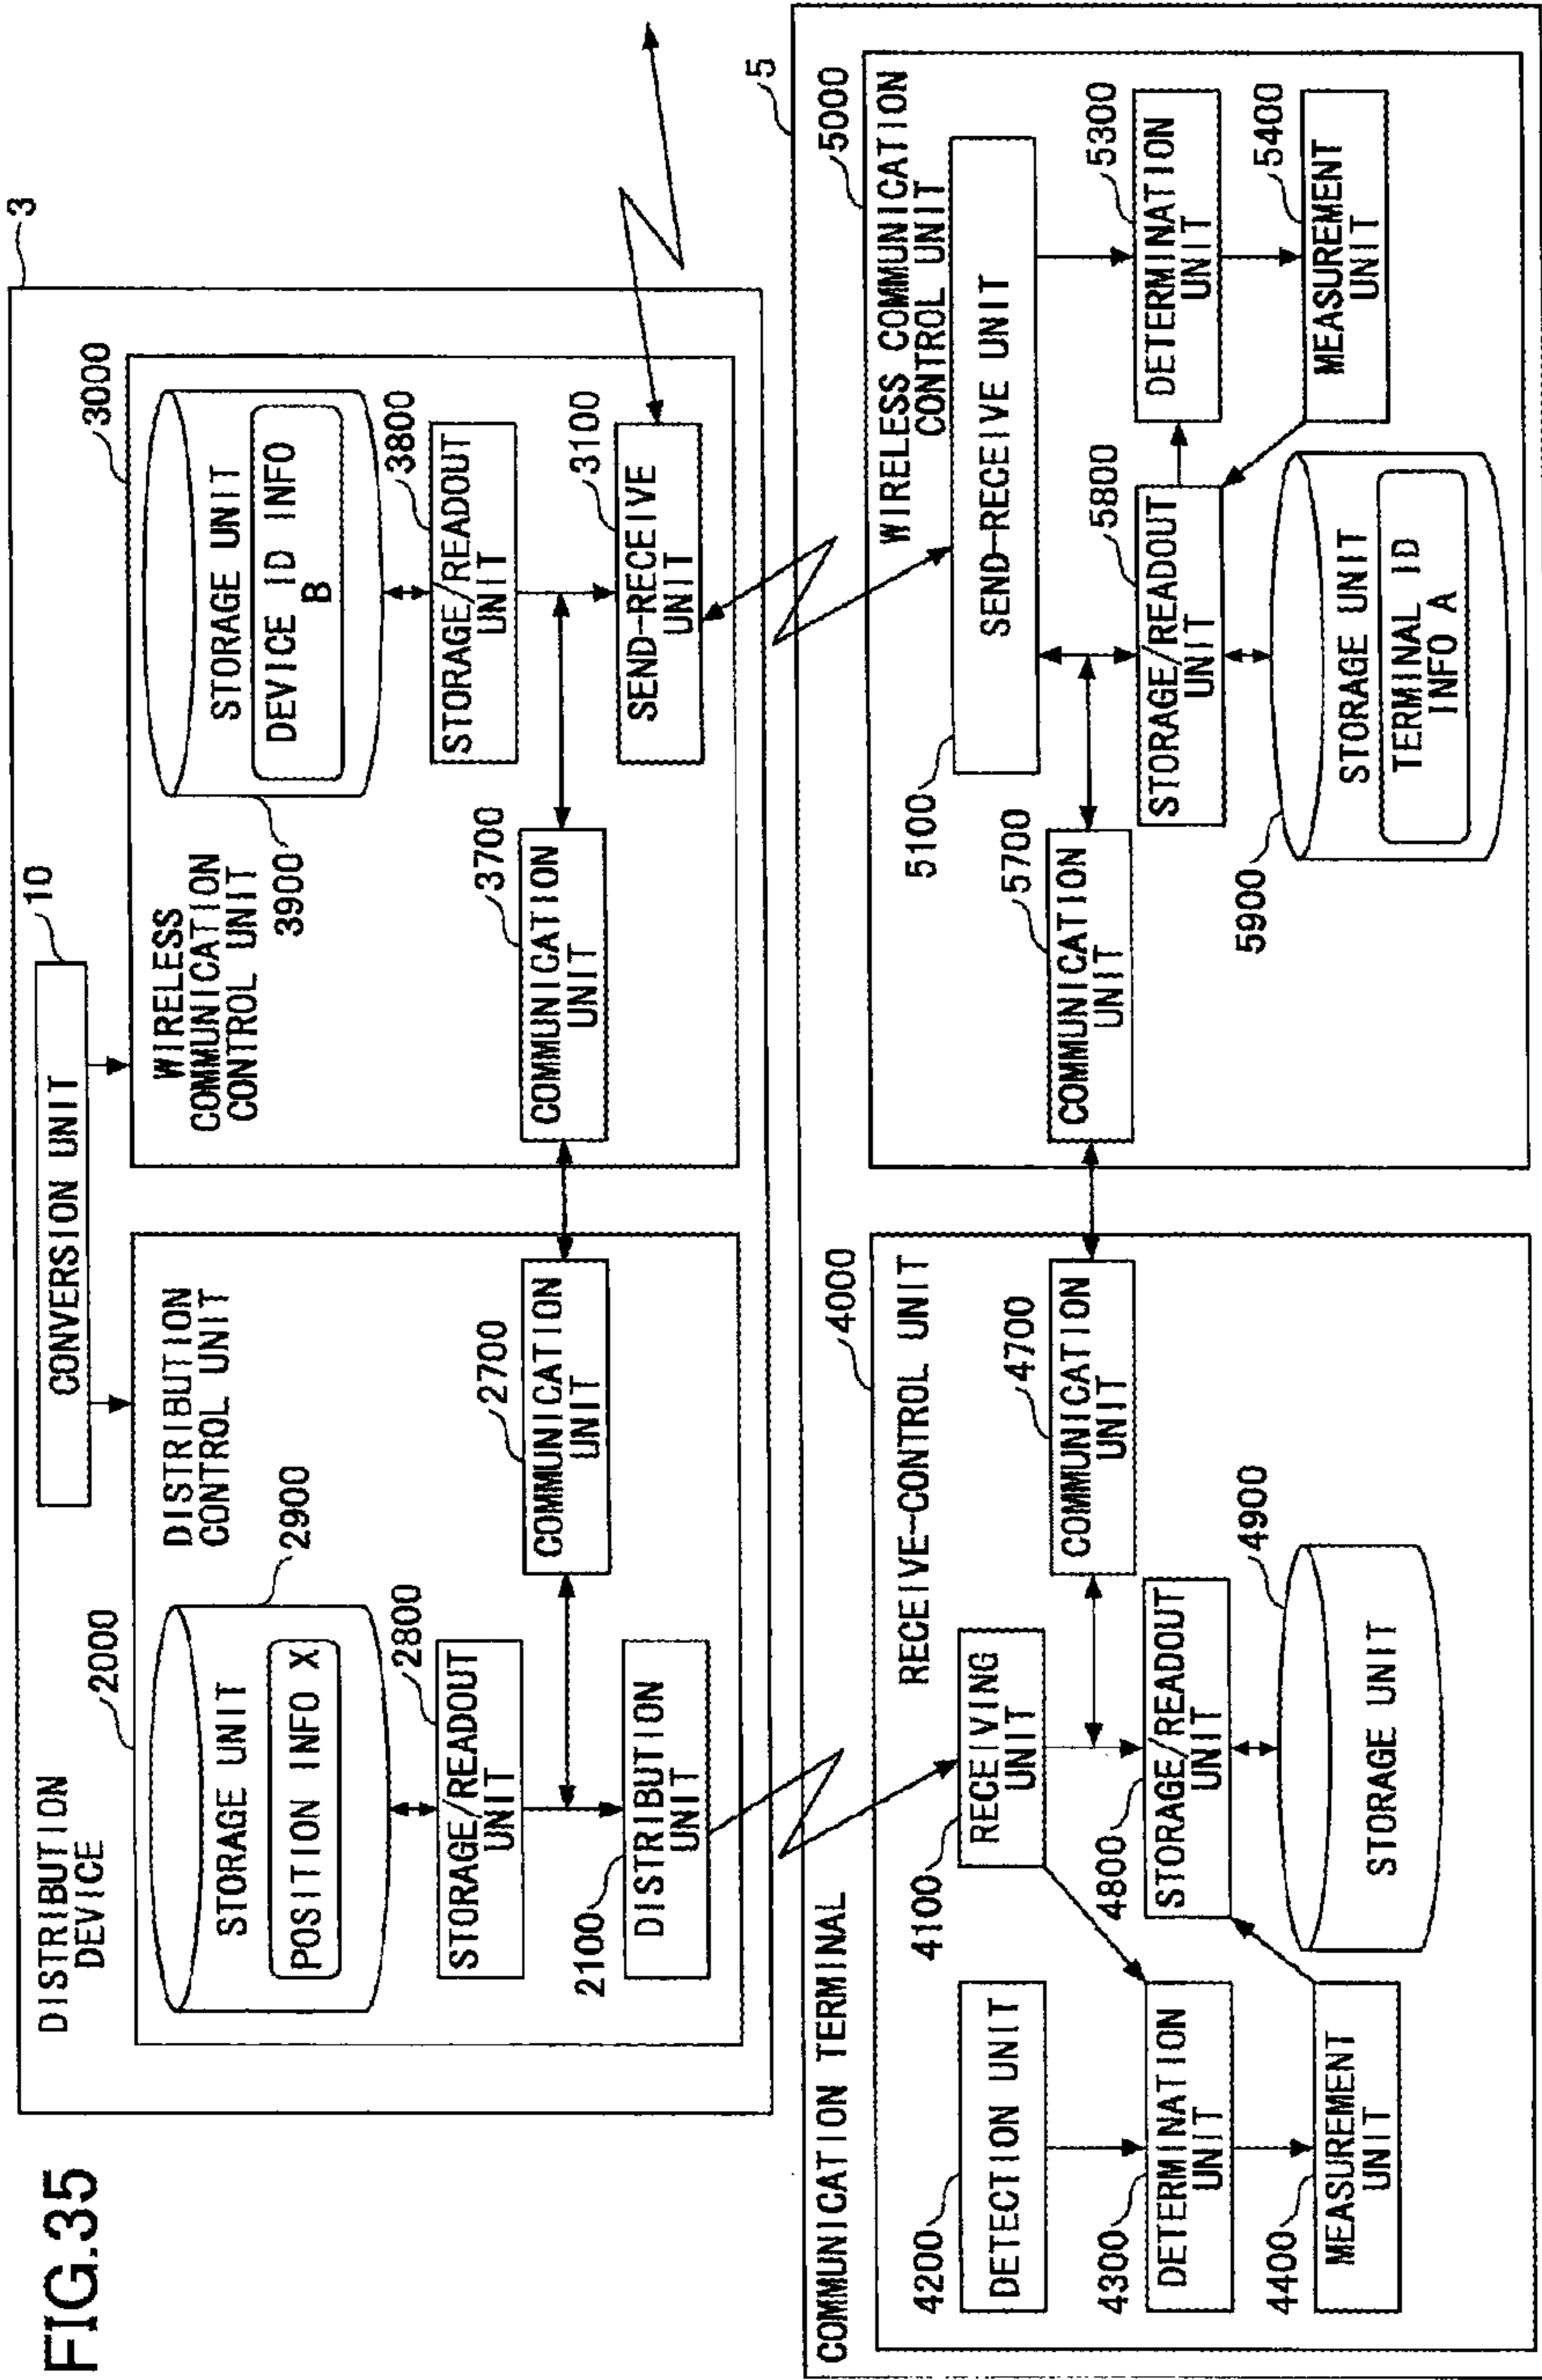 FIG.35
DISTRIBUTION
DEVICE
3
CONVERSION UNIT
10
2000
DISTRIBUTION
CONTROL UNIT
2900
STORAGE UNIT
POSITION INFO X
2800
STORAGE/READOUT
UNIT
2700
COMMUNICATION
UNIT
2100
DISTRIBUTION
UNIT
3000
WIRELESS
COMMUNICATION
CONTROL UNIT
3900
STORAGE UNIT
DEVICE ID INFO
B
3800
STORAGE/READOUT
UNIT
3700
COMMUNICATION
UNIT
3100
SEND-RECEIVE
UNIT
COMMUNICATION TERMINAL
5
4000
RECEIVE-CONTROL UNIT
4200
DETECTION UNIT
4100
RECEIVING
UNIT
4700
COMMUNICATION
UNIT
4300
DETERMINATION
UNIT
4800
STORAGE/READOUT
UNIT
4400
MEASUREMENT
UNIT
4900
STORAGE UNIT
5000
WIRELESS COMMUNICATION
CONTROL UNIT
5100
SEND-RECEIVE UNIT
5700
COMMUNICATION
UNIT
5800
STORAGE/READOUT
UNIT
5300
DETERMINATION
UNIT
5900
STORAGE UNIT
TERMINAL ID
INFO A
5400
MEASUREMENT
UNIT